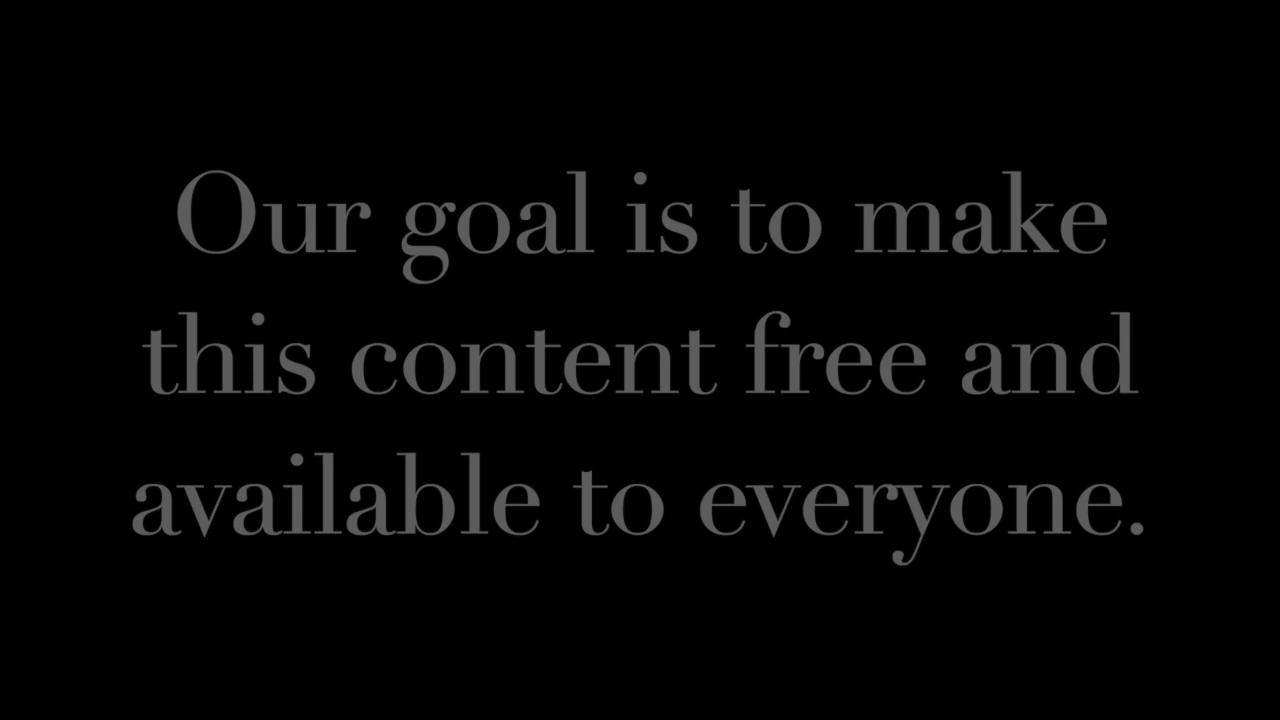 Our goal is to make
this content free and
available to everyone.